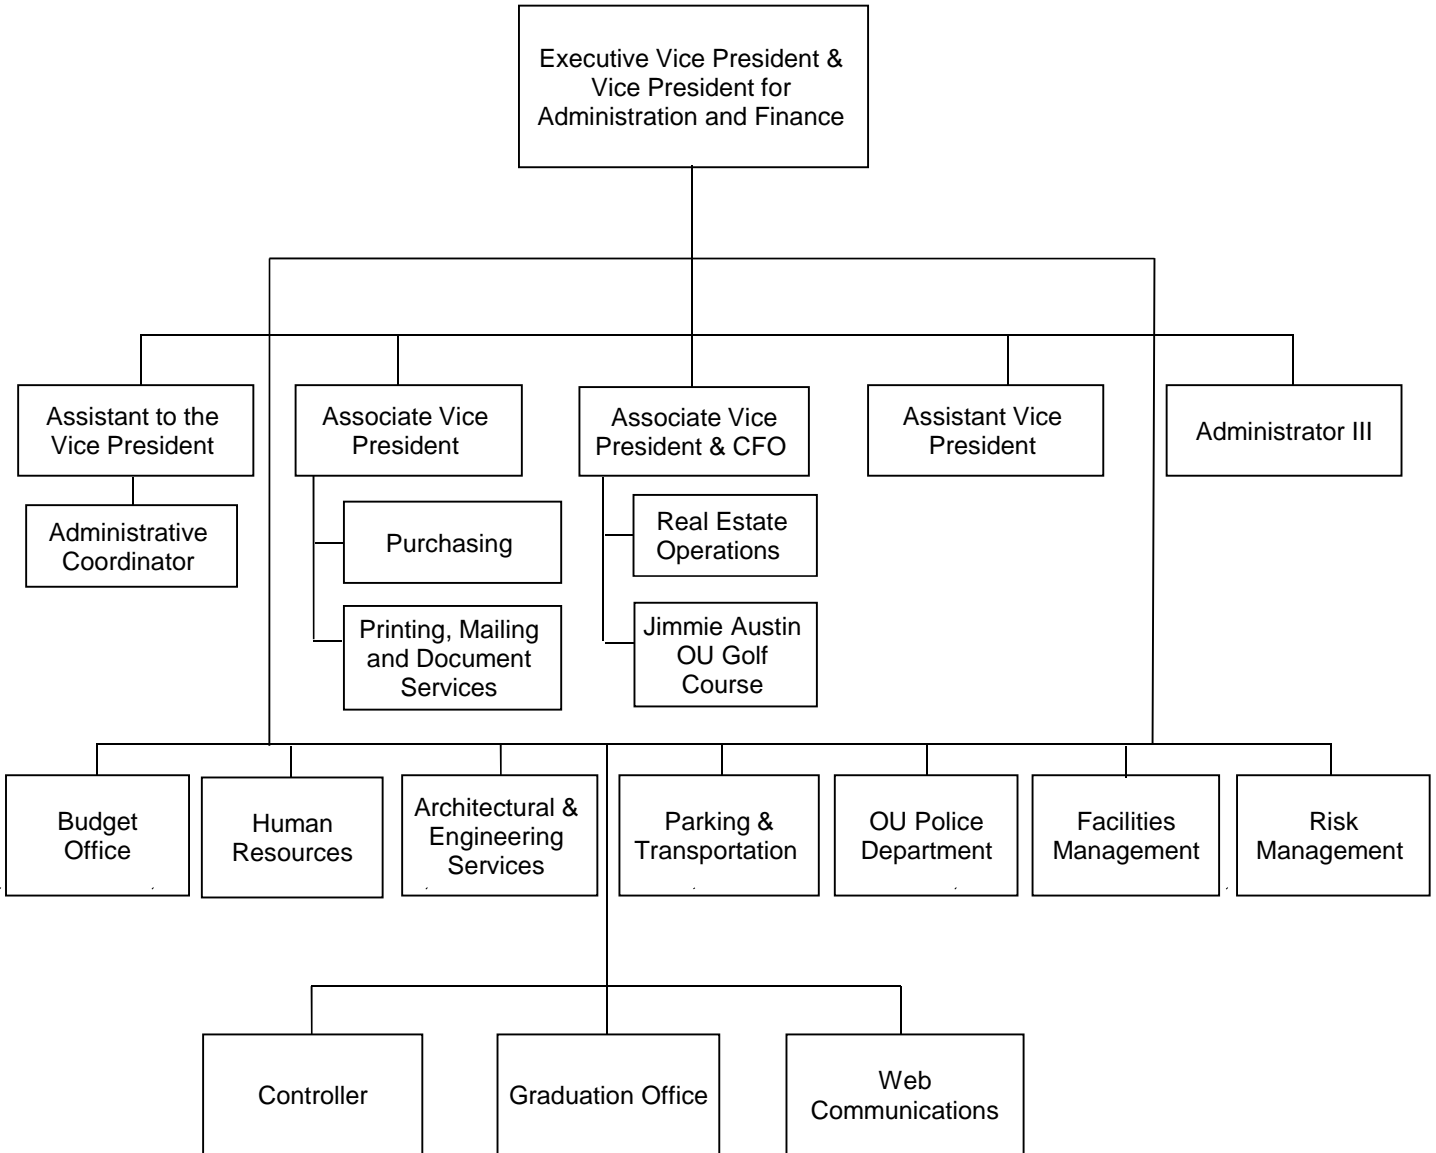 Executive Vice President &
Vice President for
Administration and Finance
Assistant to the
Vice President
Associate Vice
President
Associate Vice
President & CFO
Assistant Vice
President
Administrator III
Administrative
Coordinator
Purchasing
Real Estate
Operations
Printing, Mailing
and Document
Services
Jimmie Austin
OU Golf
Course
Budget
Office
Human
Resources
Architectural &
Engineering
Services
Parking &
Transportation
OU Police
Department
Facilities
Management
Risk
Management
Controller
Graduation Office
Web
Communications